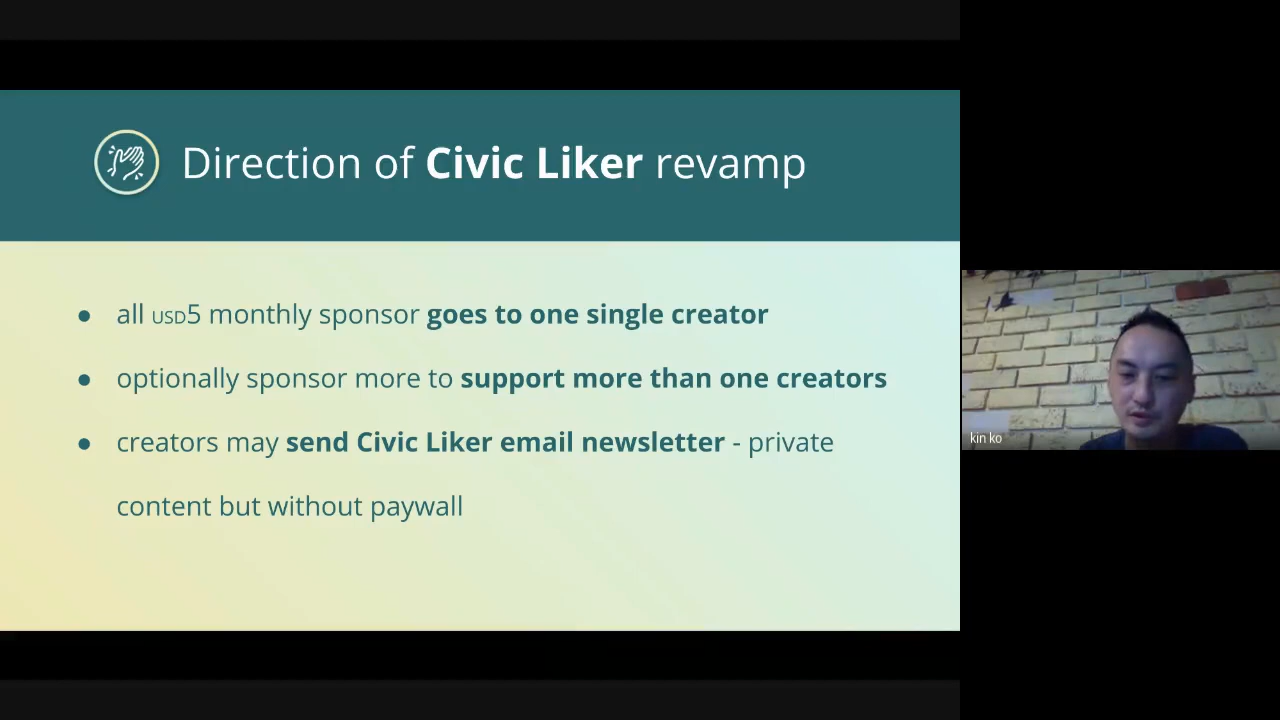 Direction of Civic Liker revamp
● all USD5 monthly sponsor goes to one single creator
● optionally sponsor more to support more than one creators
● creators may send Civic Liker email newsletter - private
content but without paywall
kin ko